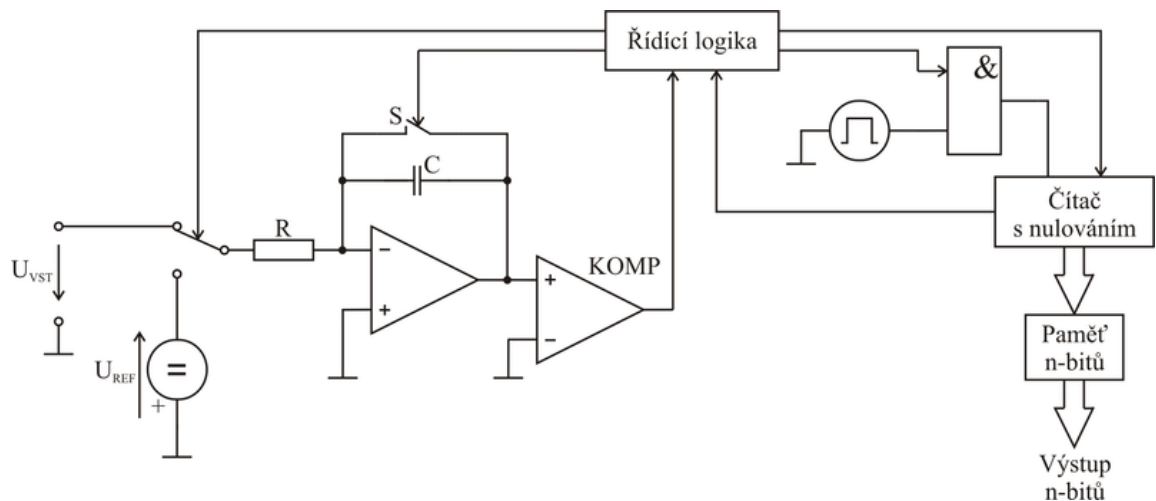 Řídící logika
&
S
C
R
U_VST
U_REF
=
+
−
+
KOMP
+
−
Čítač
s nulováním
Paměť
n-bitů
Výstup
n-bitů